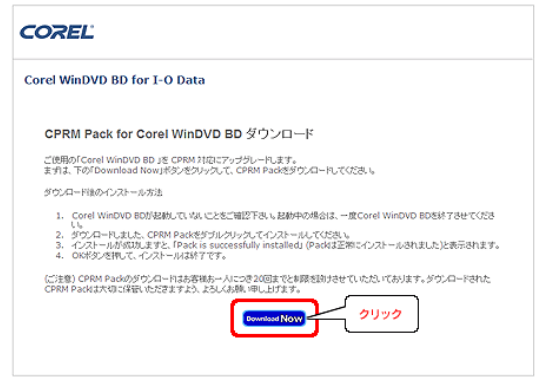 COREL
Corel WinDVD BD for I-O Data
CPRM Pack for Corel WinDVD BD ダウンロード
ご使用の「Corel WinDVD BD 」を CPRM 対応にアップグレードします。
まずは、下の「Download Now」ボタンをクリックして、CPRM Packをダウンロードしてください。
ダウンロード後のインストール方法
1. Corel WinDVD BDが起動していないことをご確認下さい。起動中の場合は、一度Corel WinDVD BDを終了させてくださ
い。
2. ダウンロードしました、CPRM Packをダブルクリックしてインストールしてください。
3. インストールが成功しますと、「Pack is successfully installed」 (Packは正常にインストールされました)と表示されます。
4. OKボタンを押して、インストールは終了です。
(ご注意) CPRM Packのダウンロードはお客様お一人につき20回までと制限を設けさせていただいております。ダウンロードされた
CPRM Packは大切に保管いただきますよう、よろしくお願い申し上げます。
Download Now
クリック